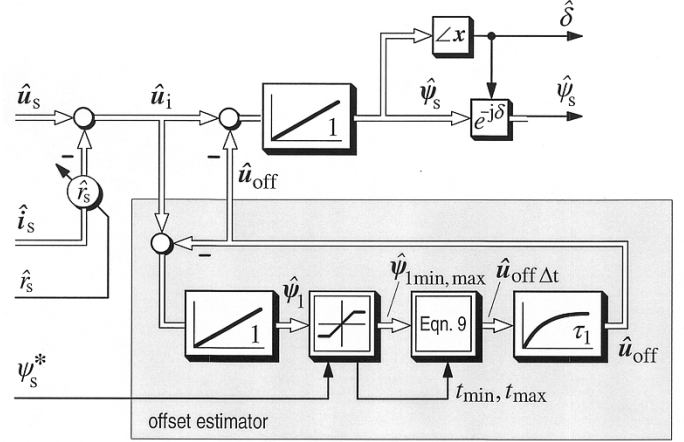 δ̂
∠x
û_s
û_i
ψ̂_s
e^{-jδ}
ψ̂_s
1
−
−
û_off
r̂_s
î_s
−
r̂_s
ψ̂_1
ψ̂_1min, max
û_off Δt
1
Eqn. 9
τ_1
û_off
ψ_s*
t_min, t_max
offset estimator